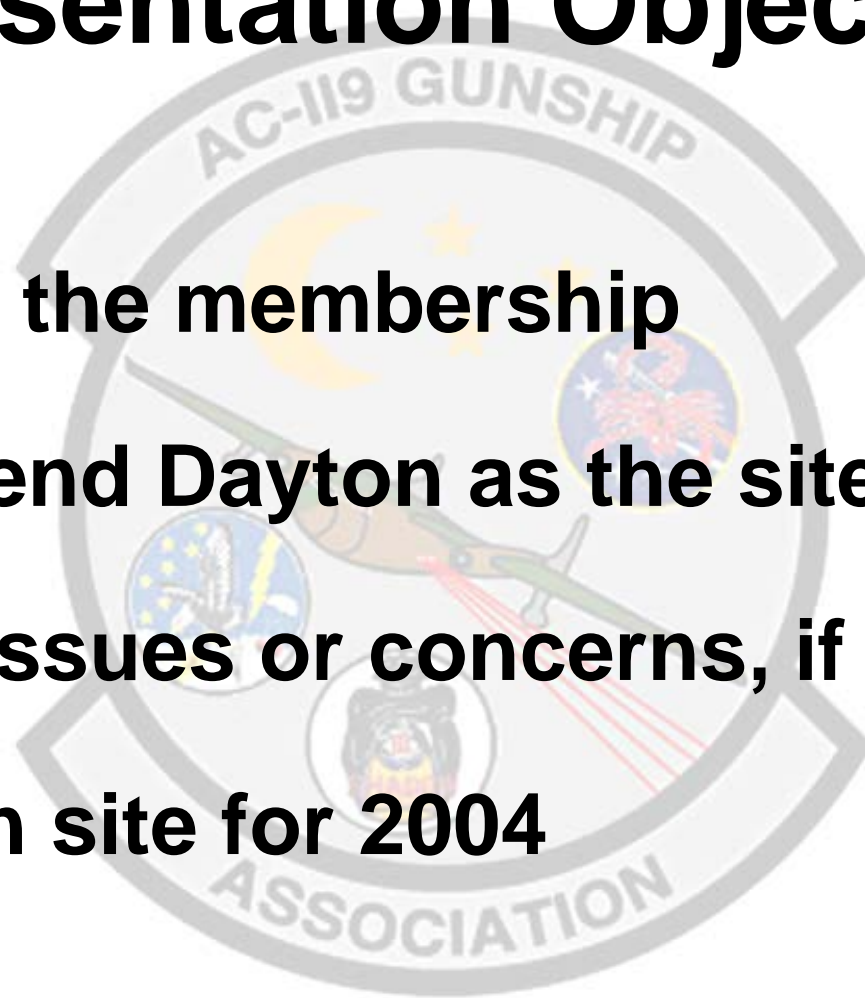 sentation Objec
AC-119 GUNSHIP
the membership
end Dayton as the site
ssues or concerns, if
n site for 2004
ASSOCIATION